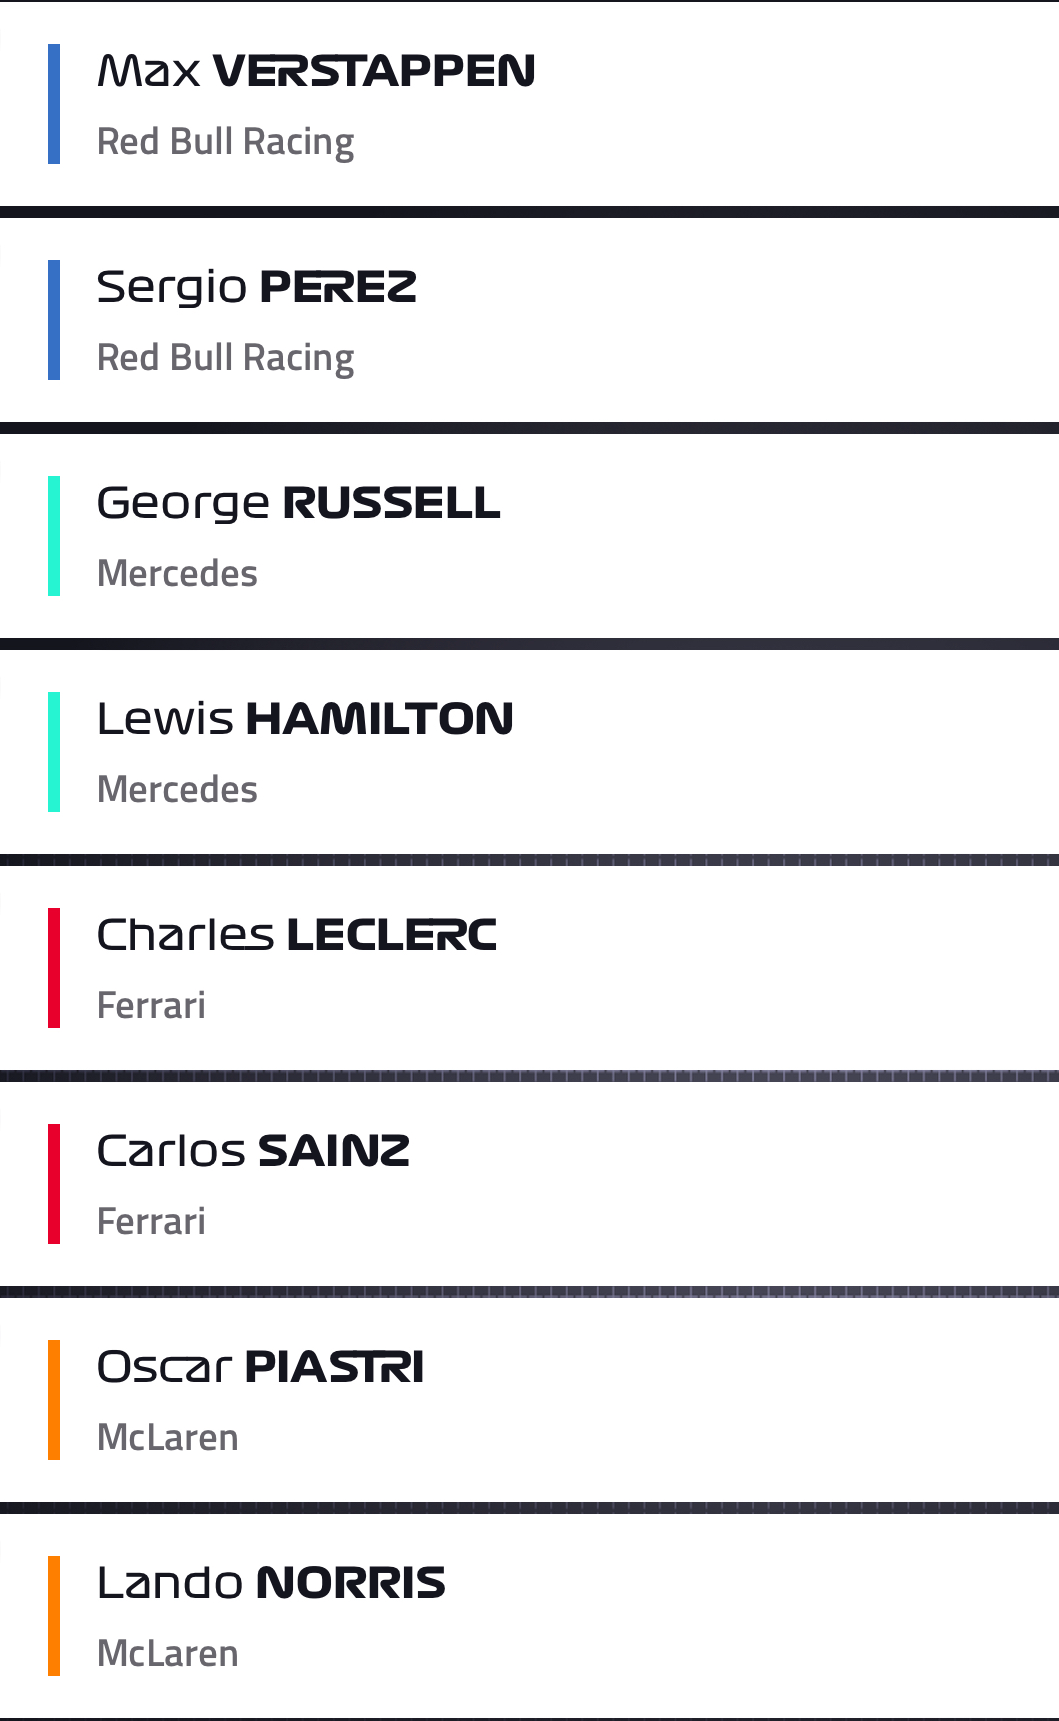 Max VERSTAPPEN
Red Bull Racing
Sergio PEREZ
Red Bull Racing
George RUSSELL
Mercedes
Lewis HAMILTON
Mercedes
Charles LECLERC
Ferrari
Carlos SAINZ
Ferrari
Oscar PIASTRI
McLaren
Lando NORRIS
McLaren